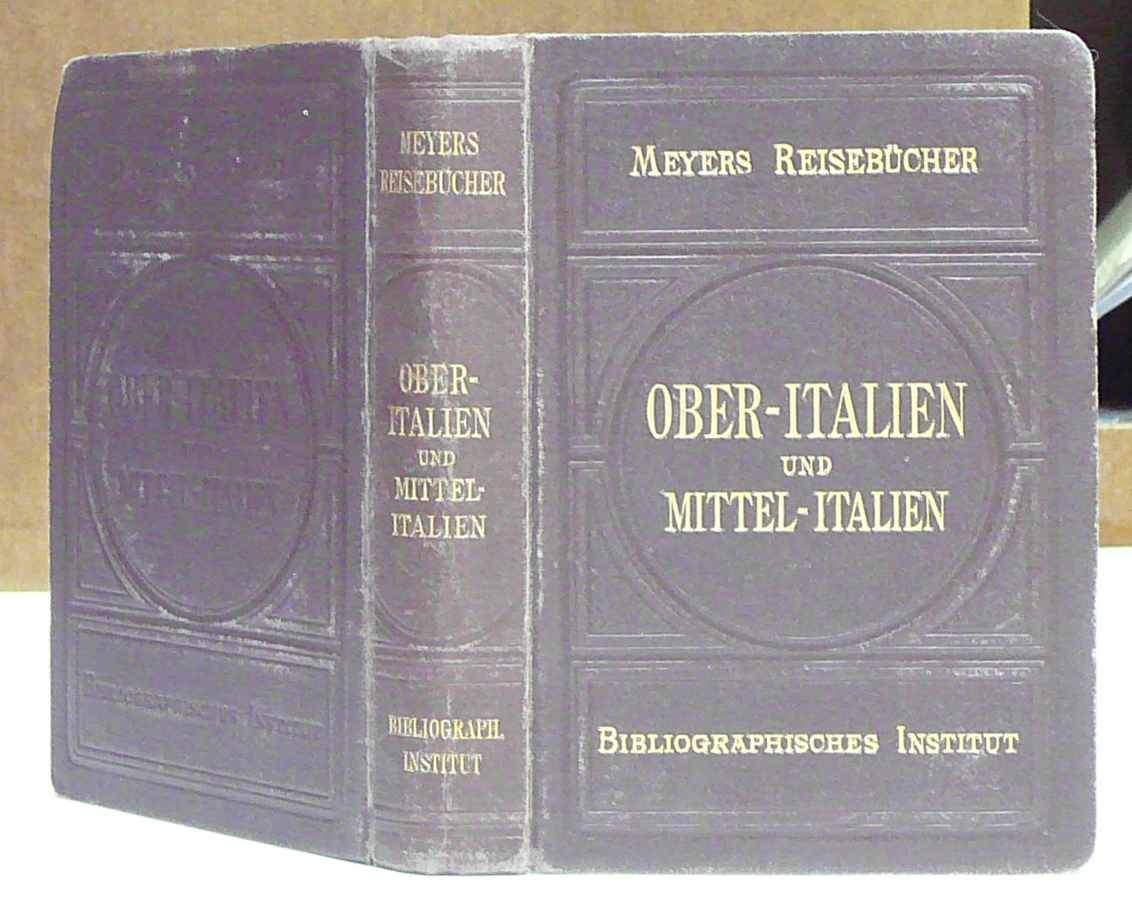 MEYERS
REISEBÜCHER
OBER-
ITALIEN
UND
MITTEL-
ITALIEN
BIBLIOGRAPH.
INSTITUT
MEYERS REISEBÜCHER
OBER-ITALIEN
UND
MITTEL-ITALIEN
BIBLIOGRAPHISCHES INSTITUT